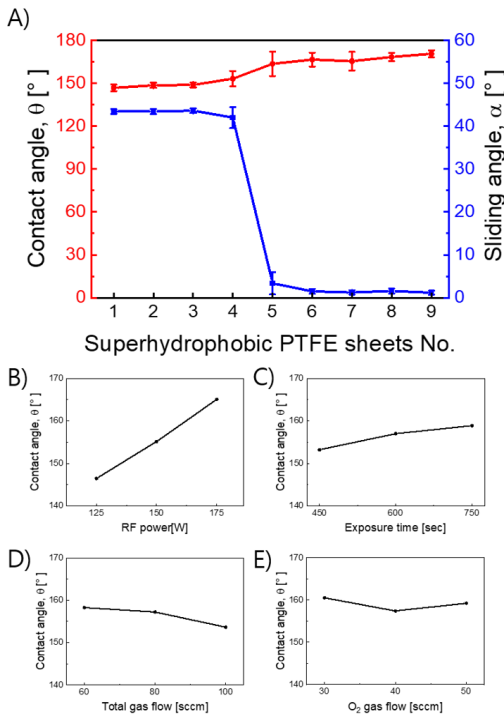 A)
180
150
120
90
60
30
0
Contact angle, θ [°]
60
50
40
30
20
10
0
Sliding angle, α [°]
1 2 3 4 5 6 7 8 9
Superhydrophobic PTFE sheets No.
B)
170
160
150
140
Contact angle, θ [°]
125 150 175
RF power[W]
C)
170
160
150
140
Contact angle, θ [°]
450 600 750
Exposure time [sec]
D)
170
160
150
140
Contact angle, θ [°]
60 80 100
Total gas flow [sccm]
E)
170
160
150
140
Contact angle, θ [°]
30 40 50
O₂ gas flow [sccm]